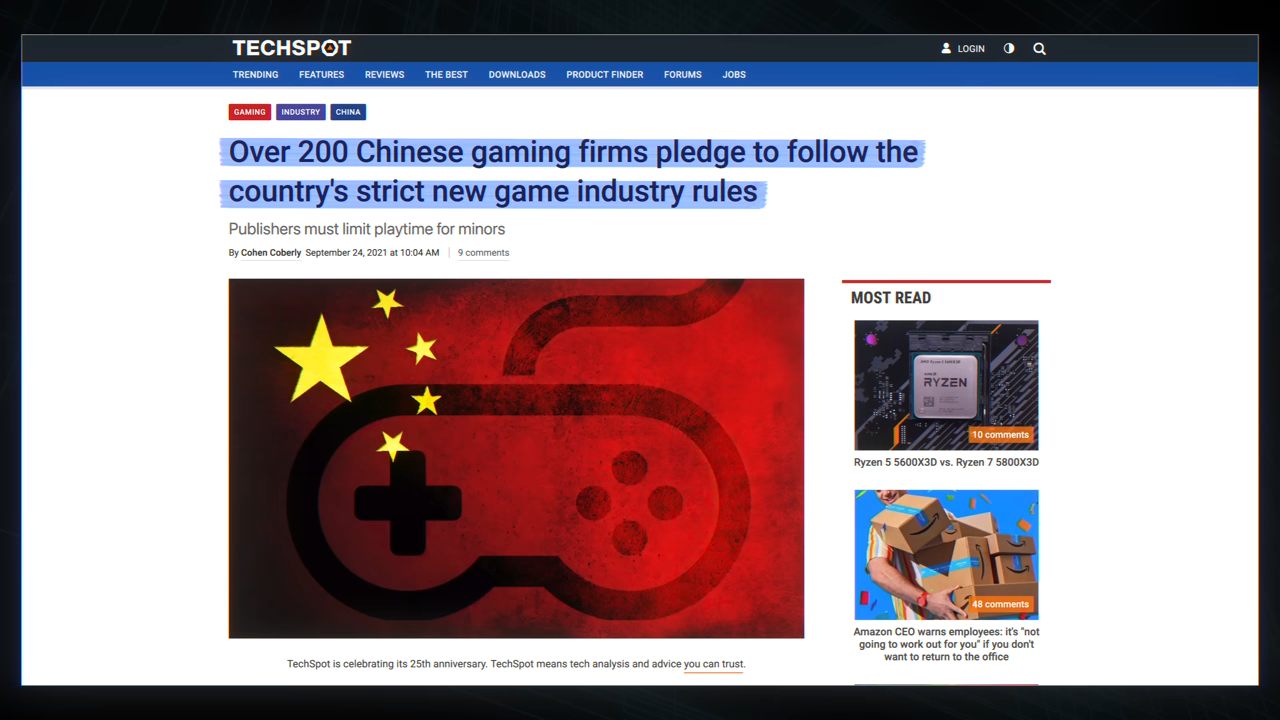 TECHSPOT
LOGIN
TRENDING FEATURES REVIEWS THE BEST DOWNLOADS PRODUCT FINDER FORUMS JOBS
GAMING INDUSTRY CHINA
Over 200 Chinese gaming firms pledge to follow the
country's strict new game industry rules
Publishers must limit playtime for minors
By Cohen Coberly September 24, 2021 at 10:04 AM 9 comments
MOST READ
RYZEN
10 comments
Ryzen 5 5600X3D vs. Ryzen 7 5800X3D
48 comments
Amazon CEO warns employees: it's "not
going to work out for you" if you don't
want to return to the office
TechSpot is celebrating its 25th anniversary. TechSpot means tech analysis and advice you can trust.